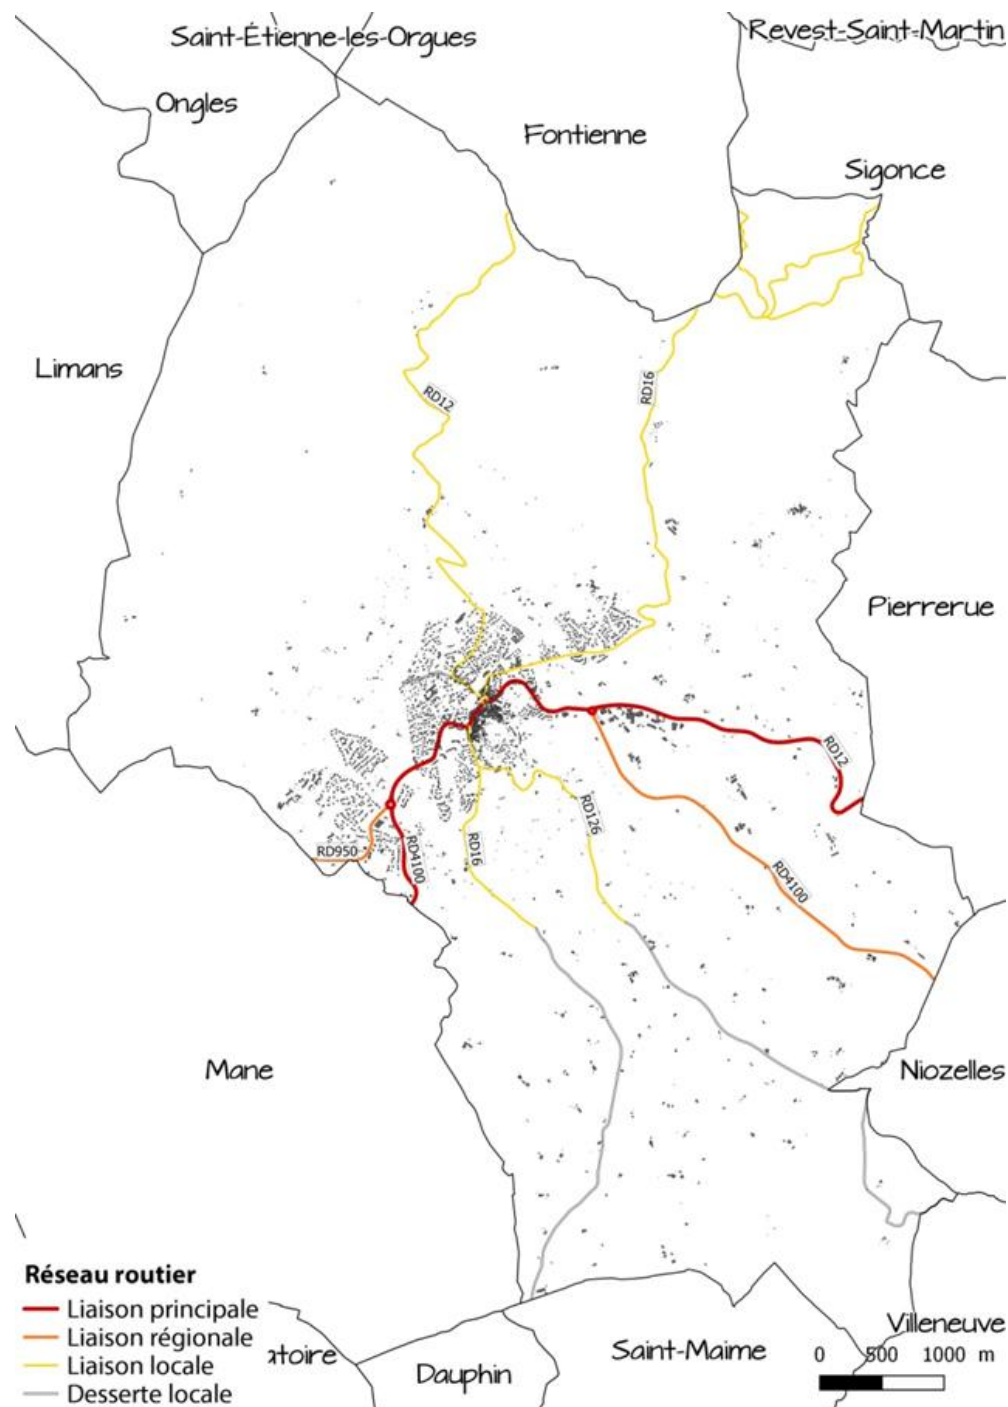 Saint-Étienne-les-Orgues
Revest-Saint-Martin
Ongles
Fontienne
Sigonce
Limans
RD12
RD16
Pierrerue
RD12
RD126
RD950
RD4100
RD16
RD4100
Mane
Niozelles
Réseau routier
Liaison principale
Liaison régionale
Liaison locale
Desserte locale
atoire
Dauphin
Saint-Maime
Villeneuve
0 500 1000 m